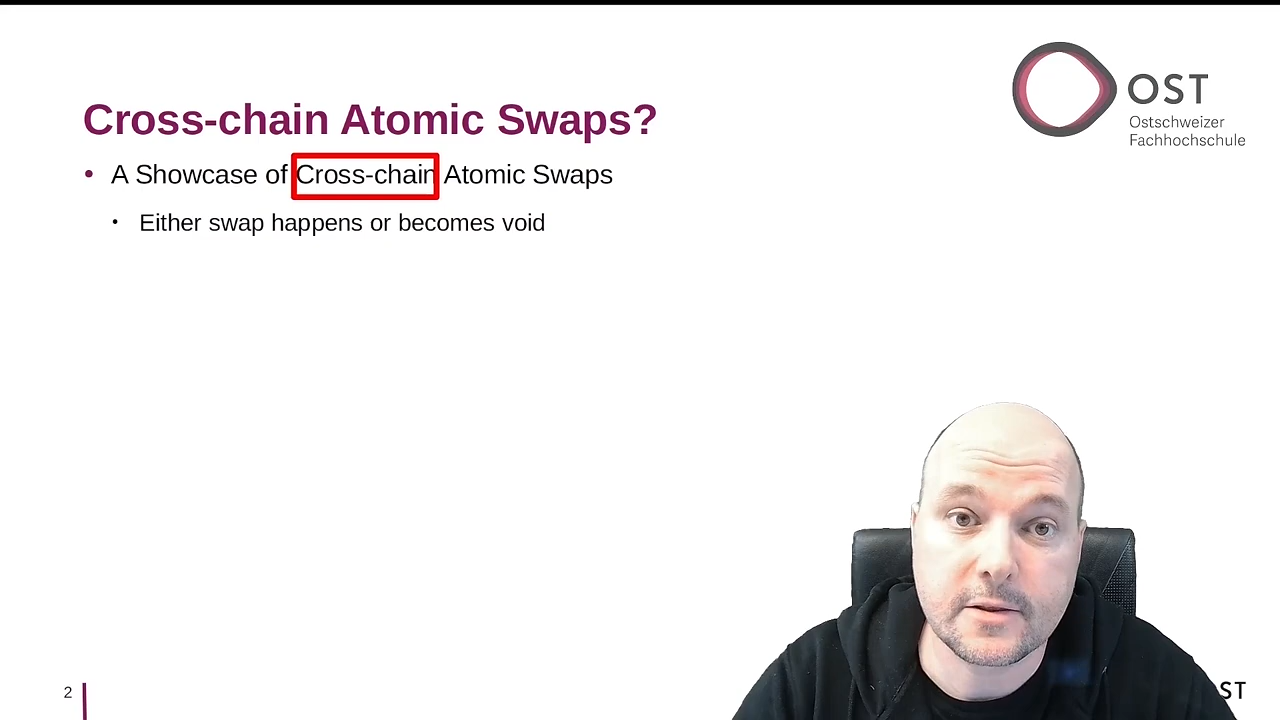 Cross-chain Atomic Swaps?
• A Showcase of Cross-chain Atomic Swaps
• Either swap happens or becomes void
OST
Ostschweizer
Fachhochschule
2
ST